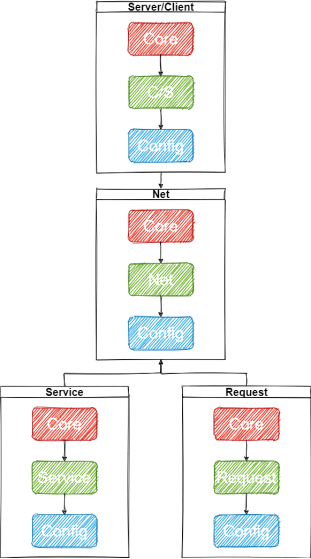 Server/Client
Core
C/S
Config
Net
Core
Net
Config
Service
Core
Service
Config
Request
Core
Request
Config